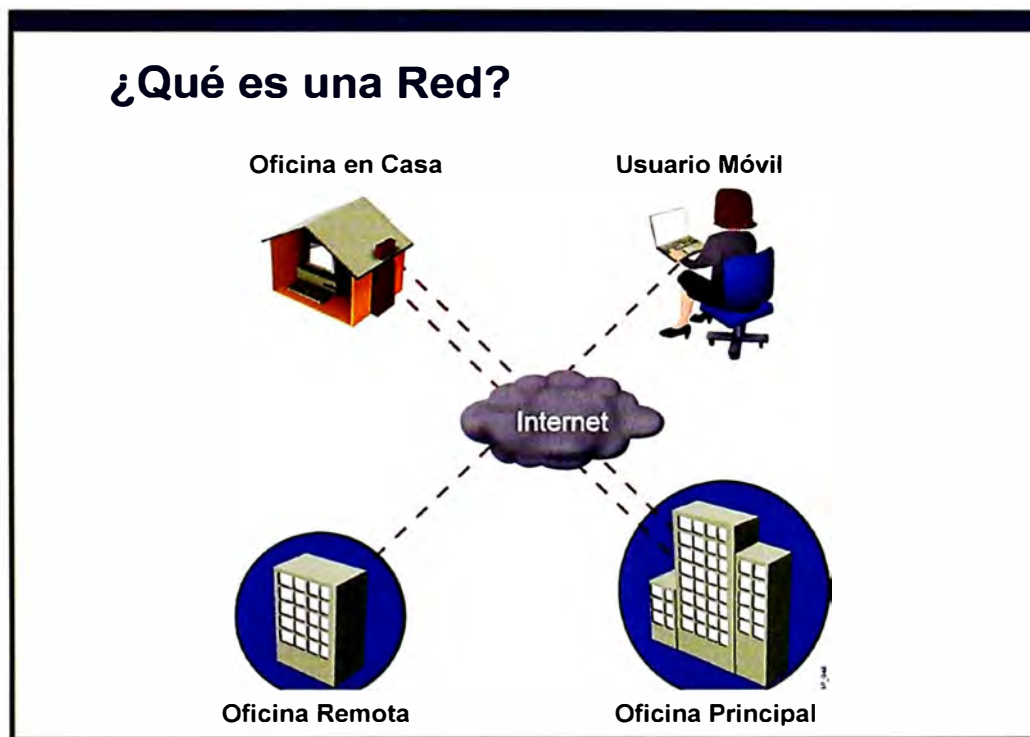 ¿Qué es una Red?
Oficina en Casa
Usuario Móvil
Internet
Oficina Remota
Oficina Principal